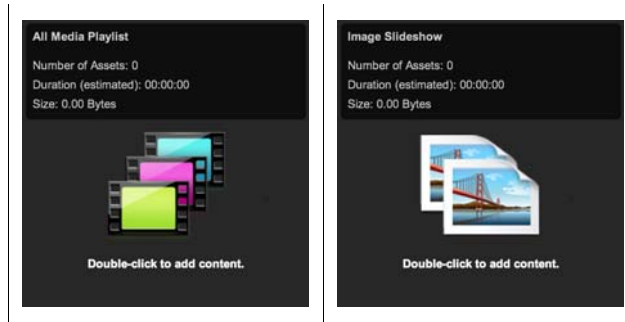 All Media Playlist
Number of Assets: 0
Duration (estimated): 00:00:00
Size: 0.00 Bytes
Double-click to add content.
Image Slideshow
Number of Assets: 0
Duration (estimated): 00:00:00
Size: 0.00 Bytes
Double-click to add content.